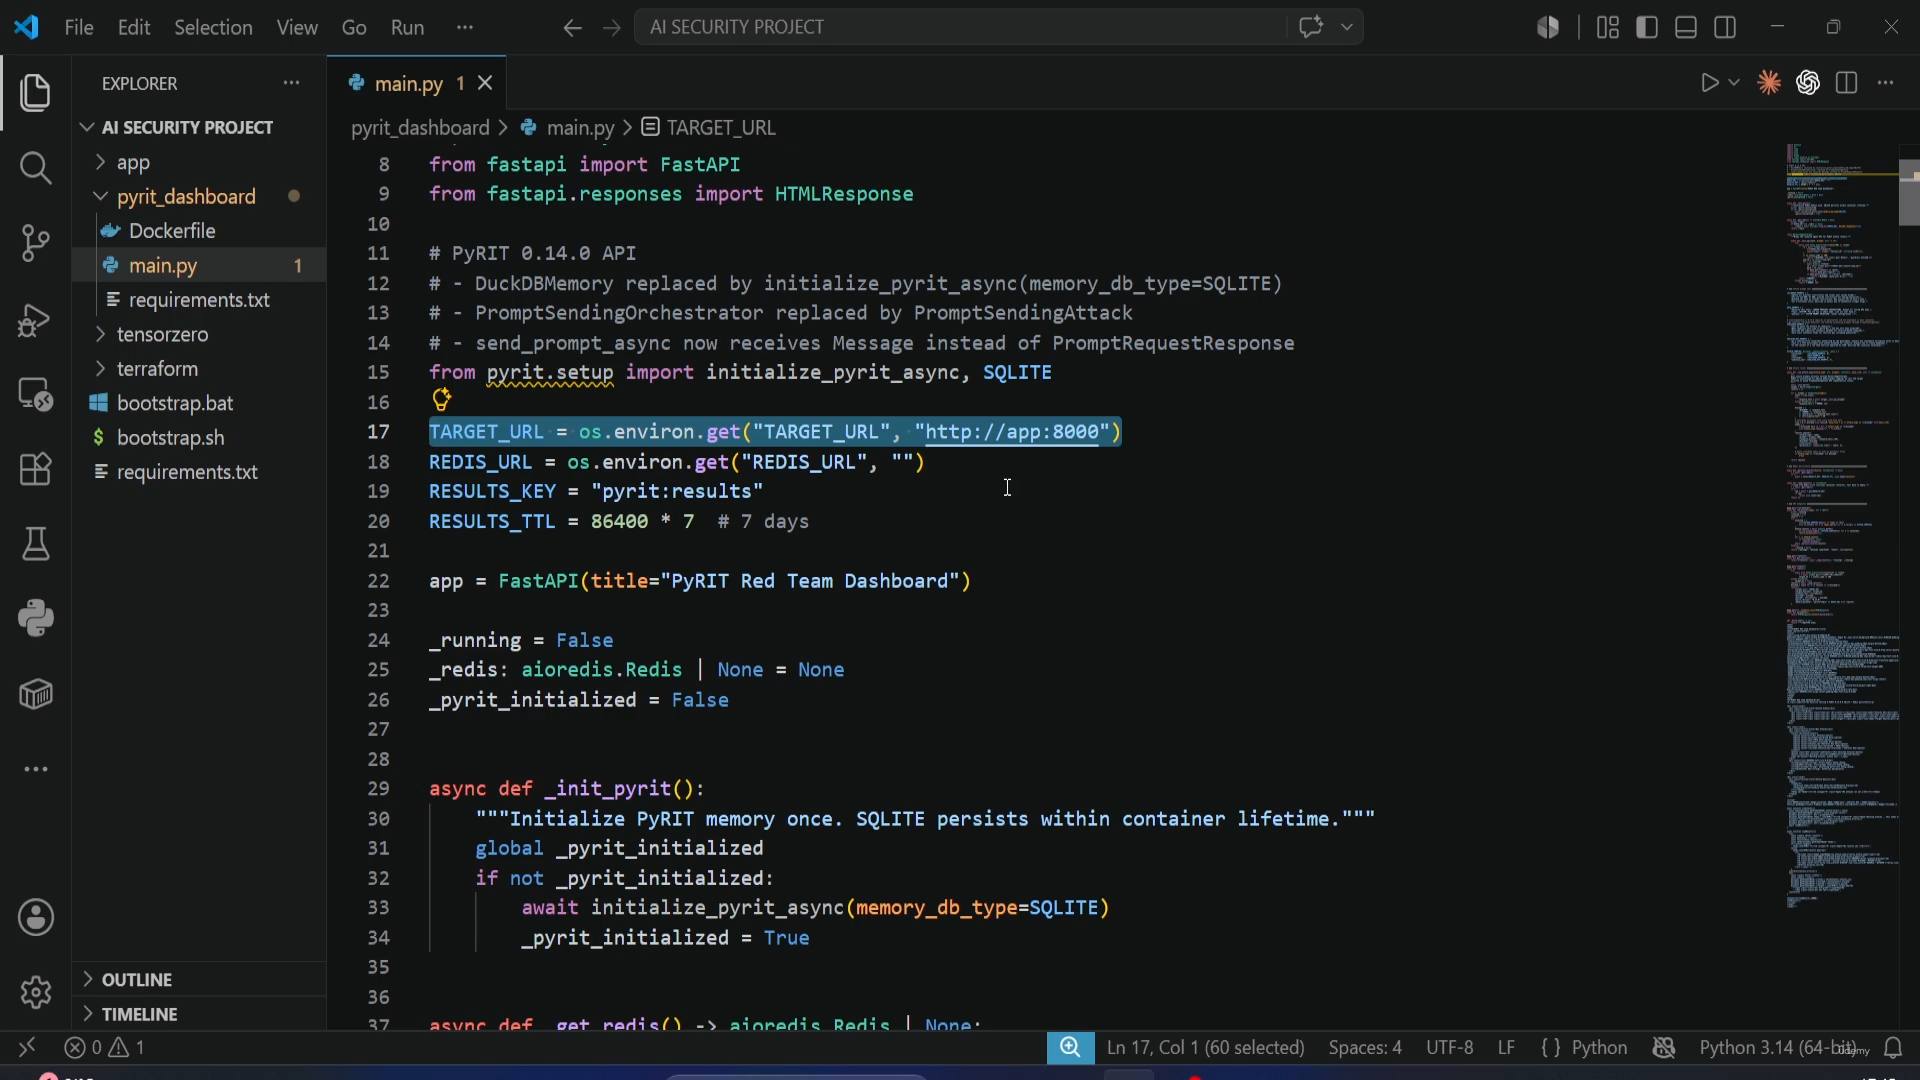 File Edit Selection View Go Run ···
AI SECURITY PROJECT
EXPLORER
AI SECURITY PROJECT
app
pyrit_dashboard
Dockerfile
main.py 1
requirements.txt
tensorzero
terraform
bootstrap.bat
bootstrap.sh
requirements.txt
OUTLINE
TIMELINE
main.py 1
pyrit_dashboard > main.py > TARGET_URL
8 from fastapi import FastAPI
9 from fastapi.responses import HTMLResponse
10
11 # PyRIT 0.14.0 API
12 # - DuckDBMemory replaced by initialize_pyrit_async(memory_db_type=SQLITE)
13 # - PromptSendingOrchestrator replaced by PromptSendingAttack
14 # - send_prompt_async now receives Message instead of PromptRequestResponse
15 from pyrit.setup import initialize_pyrit_async, SQLITE
16
17 TARGET_URL = os.environ.get("TARGET_URL", "http://app:8000")
18 REDIS_URL = os.environ.get("REDIS_URL", "")
19 RESULTS_KEY = "pyrit:results"
20 RESULTS_TTL = 86400 * 7 # 7 days
21
22 app = FastAPI(title="PyRIT Red Team Dashboard")
23
24 _running = False
25 _redis: aioredis.Redis | None = None
26 _pyrit_initialized = False
27
28
29 async def _init_pyrit():
30 """Initialize PyRIT memory once. SQLITE persists within container lifetime."""
31 global _pyrit_initialized
32 if not _pyrit_initialized:
33 await initialize_pyrit_async(memory_db_type=SQLITE)
34 _pyrit_initialized = True
35
36
37 async def _get_redis() -> aioredis.Redis | None:
0 1
Ln 17, Col 1 (60 selected) Spaces: 4 UTF-8 LF {} Python Python 3.14 (64-bit)